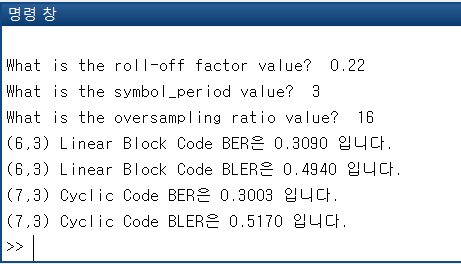 명령 창
What is the roll-off factor value?  0.22
What is the symbol_period value?  3
What is the oversampling ratio value?  16
(6,3) Linear Block Code BER은 0.3090 입니다.
(6,3) Linear Block Code BLER은 0.4940 입니다.
(7,3) Cyclic Code BER은 0.3003 입니다.
(7,3) Cyclic Code BLER은 0.5170 입니다.
>>